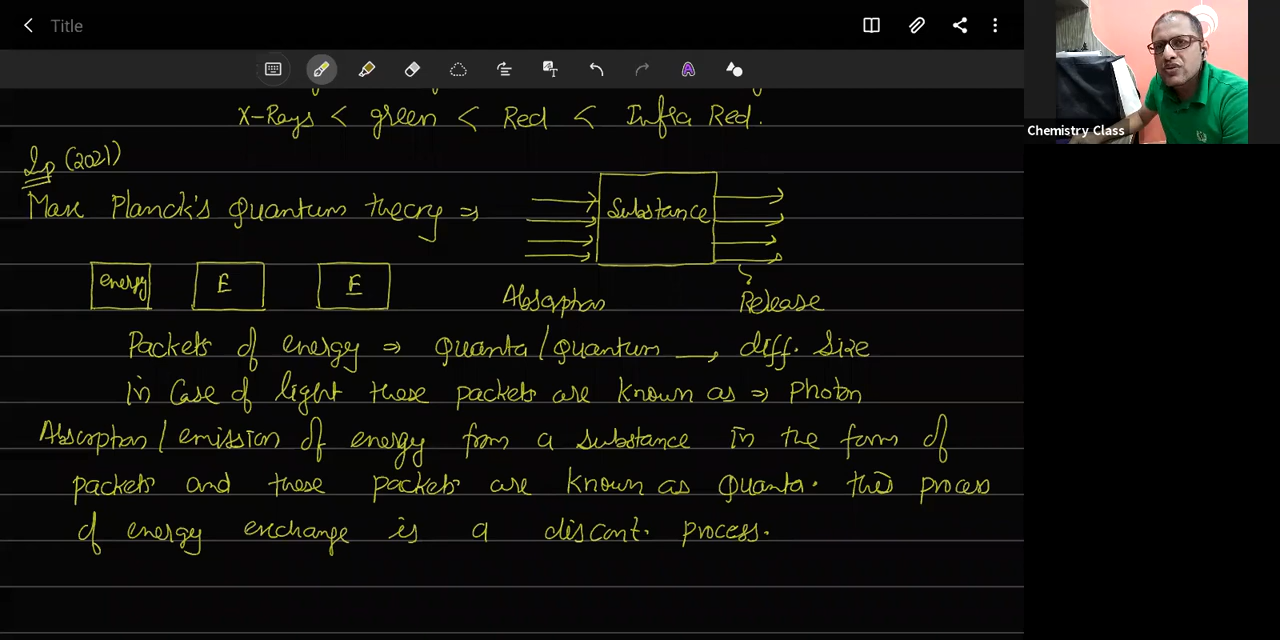 Title
X-Rays < green < Red < Infra Red.
Chemistry Class
Ip (2021)
Max Planck's Quantum theory ⇒
Substance
energy E E
Absorption Release
Packets of energy ⇒ Quanta/Quantum → diff. Size
in Case of light these packets are known as ⇒ Photon
Absorption/emission of energy from a substance in the form of
packets and these packets are known as Quanta. this process
of energy exchange is a discont. process.